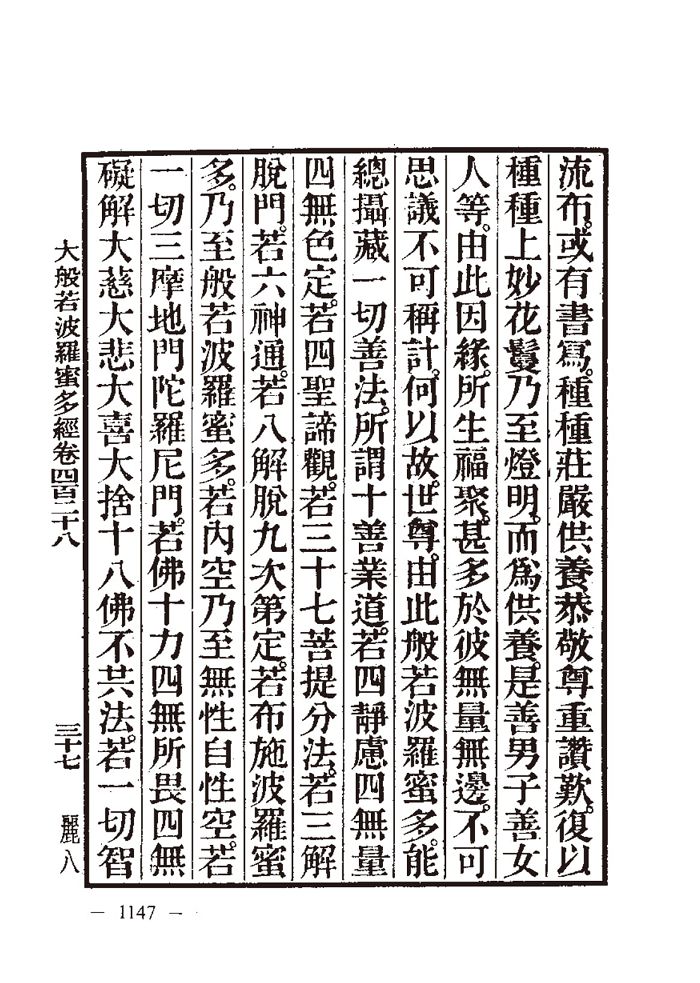 流布。或有書寫。種種莊嚴供養恭敬尊重讚歎。復以
種種上妙花鬘乃至燈明。而爲供養。是善男子善女
人等。由此因緣。所生福聚。甚多於彼無量無邊。不可
思議不可稱計。何以故。世尊。由此般若波羅蜜多。能
總攝藏一切善法。所謂十善業道。若四靜慮四無量
四無色定。若四聖諦觀。若三十七菩提分法。若三解
脫門。若六神通。若八解脫九次第定。若布施波羅蜜
多。乃至般若波羅蜜多。若內空乃至無性自性空。若
一切三摩地門陀羅尼門。若佛十力四無所畏四無
礙解大慈大悲大喜大捨十八佛不共法。若一切智
大般若波羅蜜多經卷四百二十八 三十七 麗八
— 1147 —